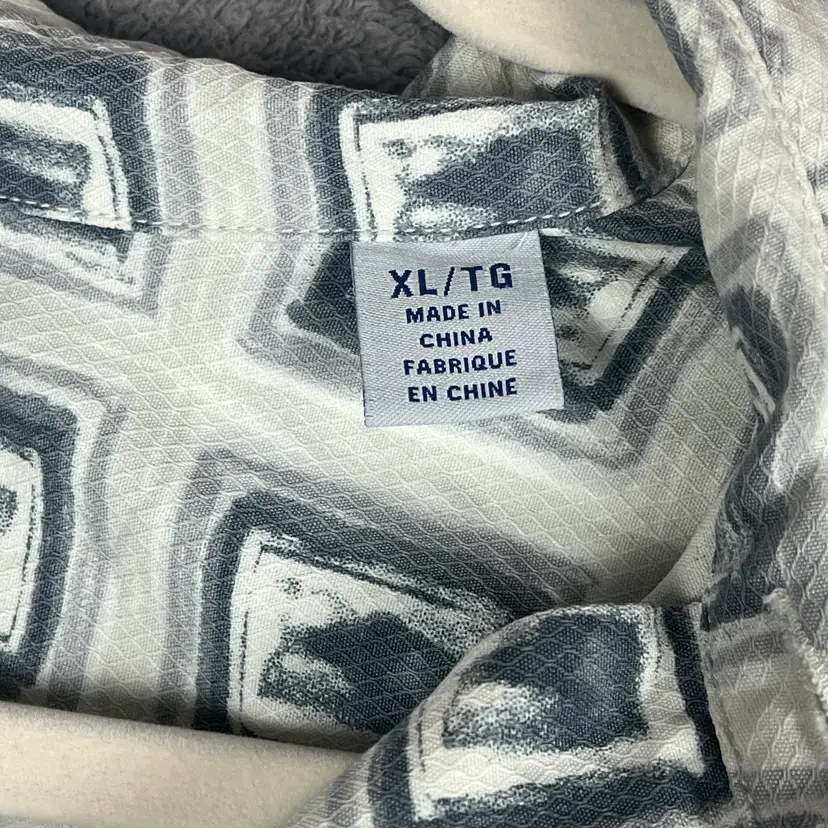 XL/TG
MADE IN
CHINA
FABRIQUE
EN CHINE